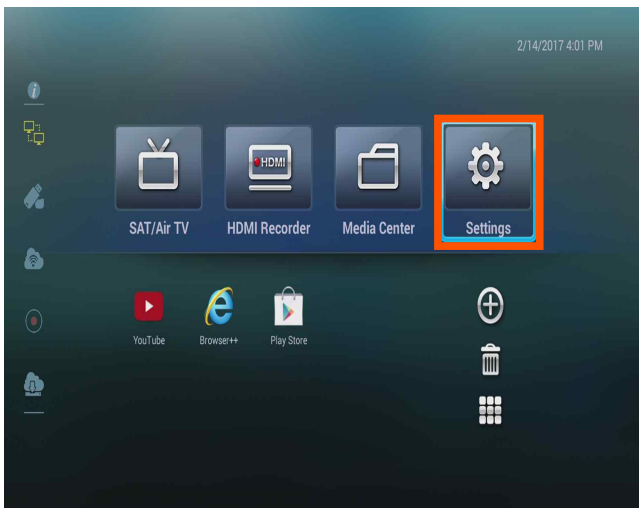 2/14/2017 4:01 PM
HDMI
SAT/Air TV
HDMI Recorder
Media Center
Settings
YouTube
Browser++
Play Store